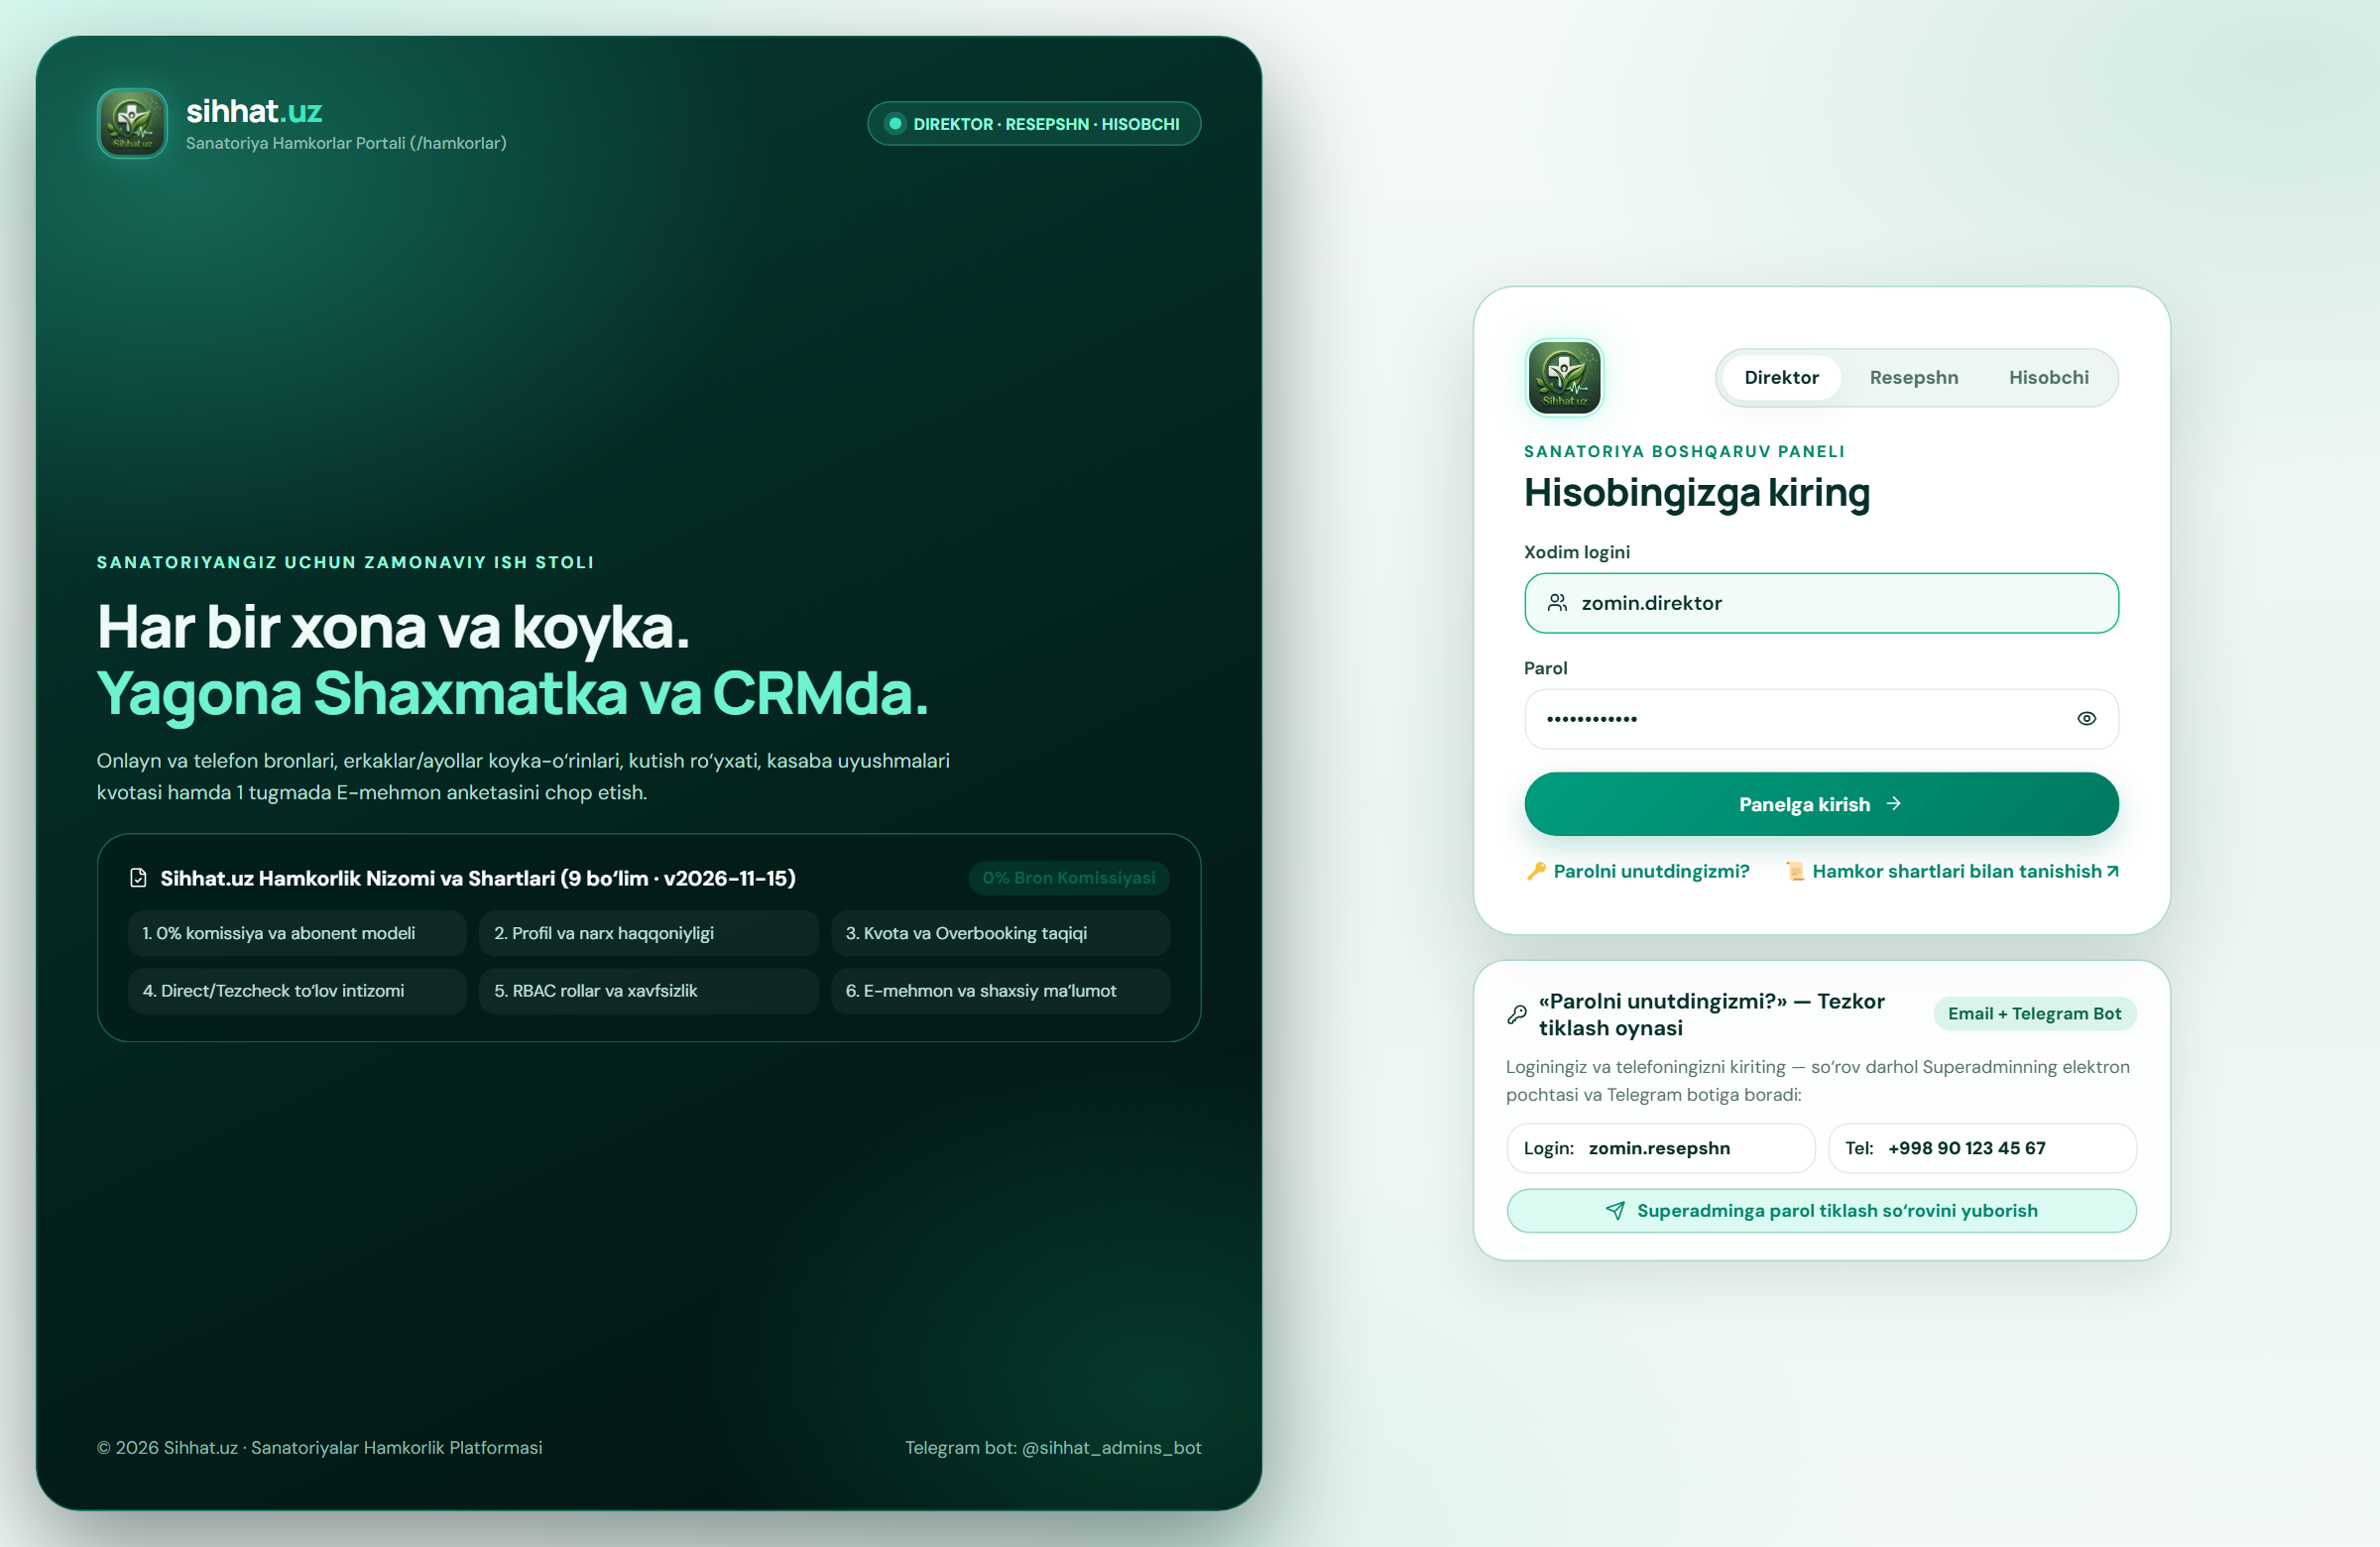 sihhat.uz
Sanatoriya Hamkorlar Portali (/hamkorlar)
DIREKTOR · RESEPSHN · HISOBCHI
SANATORIYANGIZ UCHUN ZAMONAVIY ISH STOLI
Har bir xona va koyka.
Yagona Shaxmatka va CRMda.
Onlayn va telefon bronlari, erkaklar/ayollar koyka-o‘rinlari, kutish ro‘yxati, kasaba uyushmalari
kvotasi hamda 1 tugmada E-mehmon anketasini chop etish.
Sihhat.uz Hamkorlik Nizomi va Shartlari (9 bo‘lim · v2026-11-15)
0% Bron Komissiyasi
1. 0% komissiya va abonent modeli
2. Profil va narx haqqoniyligi
3. Kvota va Overbooking taqiqi
4. Direct/Tezcheck to‘lov intizomi
5. RBAC rollar va xavfsizlik
6. E-mehmon va shaxsiy ma’lumot
© 2026 Sihhat.uz · Sanatoriyalar Hamkorlik Platformasi
Telegram bot: @sihhat_admins_bot
Sihhat.uz
Sihhat.uz
Direktor
Resepshn
Hisobchi
SANATORIYA BOSHQARUV PANELI
Hisobingizga kiring
Xodim logini
zomin.direktor
Parol
••••••••••••
Panelga kirish →
🔑 Parolni unutdingizmi?
📜 Hamkor shartlari bilan tanishish ↗
«Parolni unutdingizmi?» — Tezkor
tiklash oynasi
Email + Telegram Bot
Loginingiz va telefoningizni kiriting — so‘rov darhol Superadminning elektron
pochtasi va Telegram botiga boradi:
Login: zomin.resepshn
Tel: +998 90 123 45 67
Superadminga parol tiklash so‘rovini yuborish